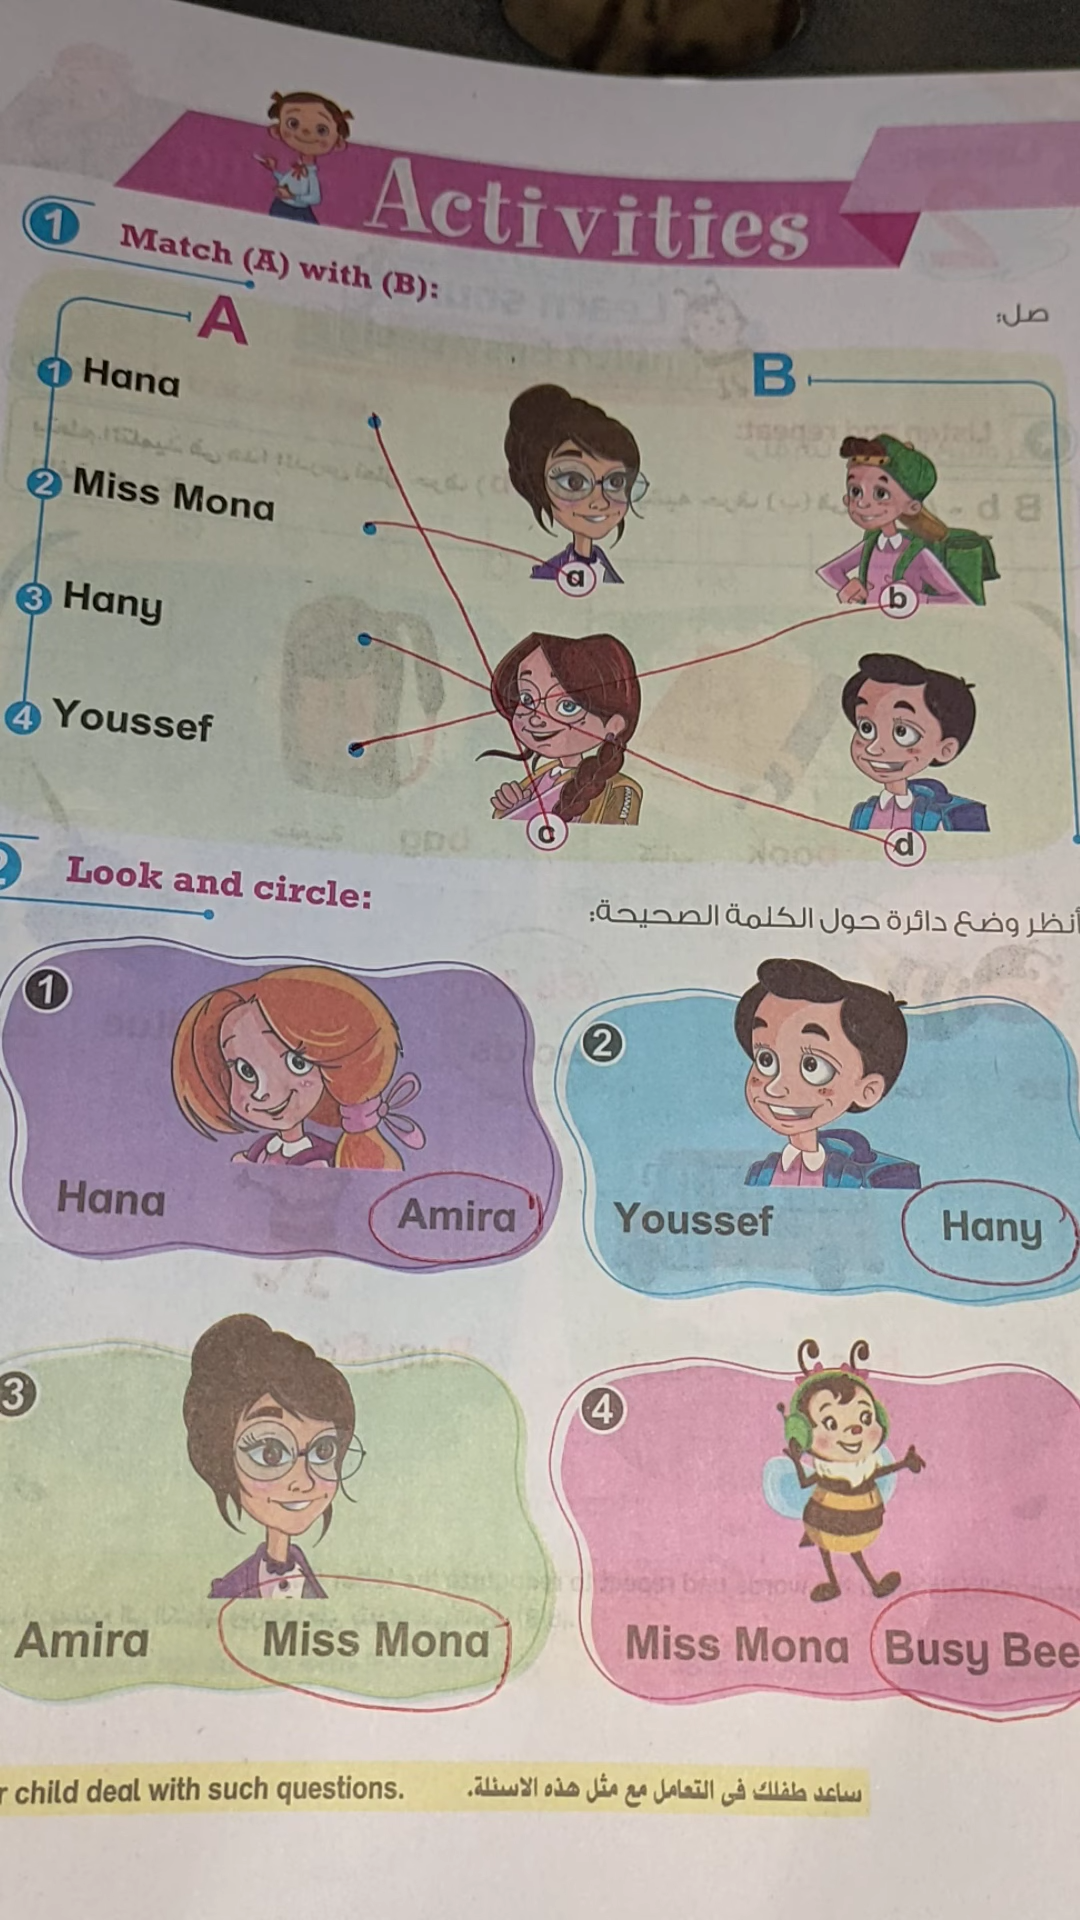 Activities
1 Match (A) with (B):
صل:
A
B
1 Hana
2 Miss Mona
3 Hany
4 Youssef
a
b
c
d
2 Look and circle:
أنظر وضع دائرة حول الكلمة الصحيحة:
1
Hana Amira
2
Youssef Hany
3
Amira Miss Mona
4
Miss Mona Busy Bee
child deal with such questions.
ساعد طفلك فى التعامل مع مثل هذه الاسئلة.